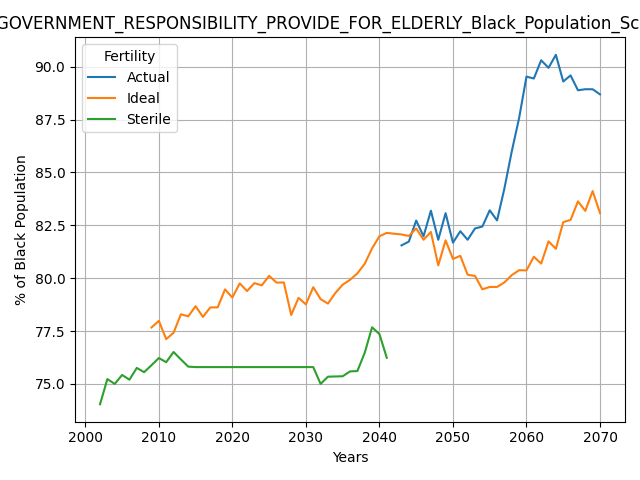 GOVERNMENT_RESPONSIBILITY_PROVIDE_FOR_ELDERLY_Black_Population_Sc
Fertility
Actual
Ideal
Sterile
90.0
87.5
85.0
82.5
80.0
77.5
75.0
% of Black Population
2000 2010 2020 2030 2040 2050 2060 2070
Years